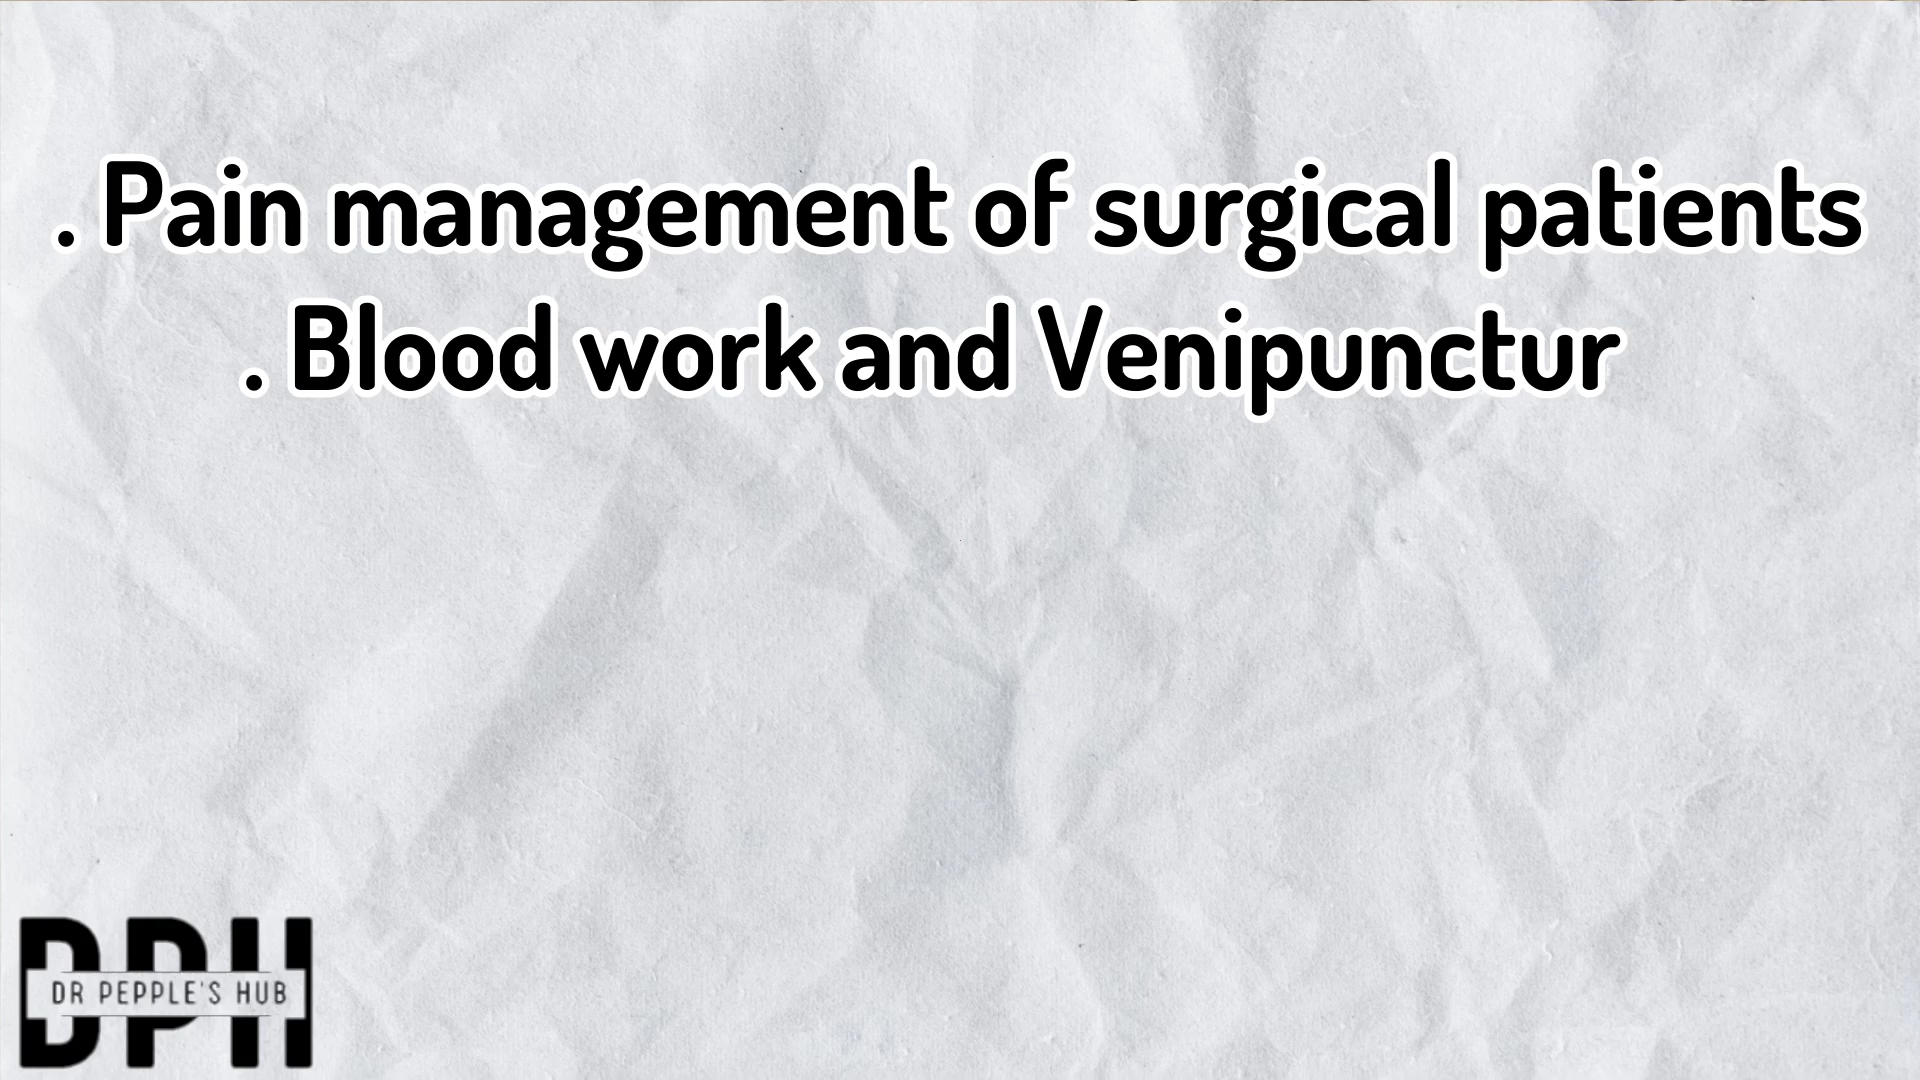 . Pain management of surgical patients
. Blood work and Venipunctur
DPH
DR PEPPLE'S HUB